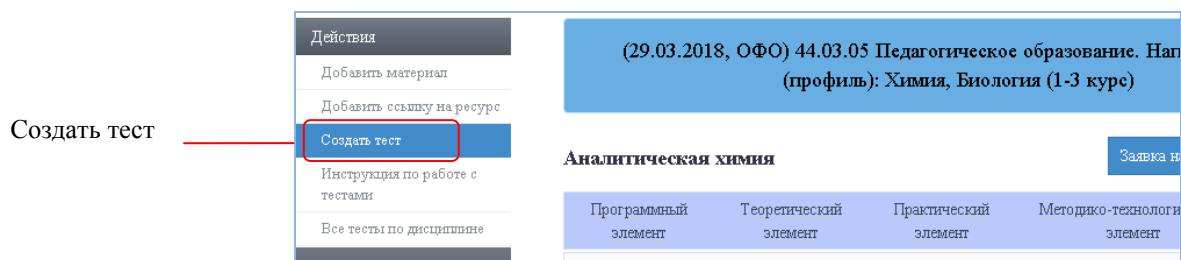 Создать тест
Действия
Добавить материал
Добавить ссылку на ресурс
Создать тест
Инструкция по работе с
тестами
Все тесты по дисциплине
(29.03.2018, ОФО) 44.03.05 Педагогическое образование. Нап
(профиль): Химия, Биология (1-3 курс)
Аналитическая химия
Заявка н
Программный
элемент
Теоретический
элемент
Практический
элемент
Методико-технологи
элемент